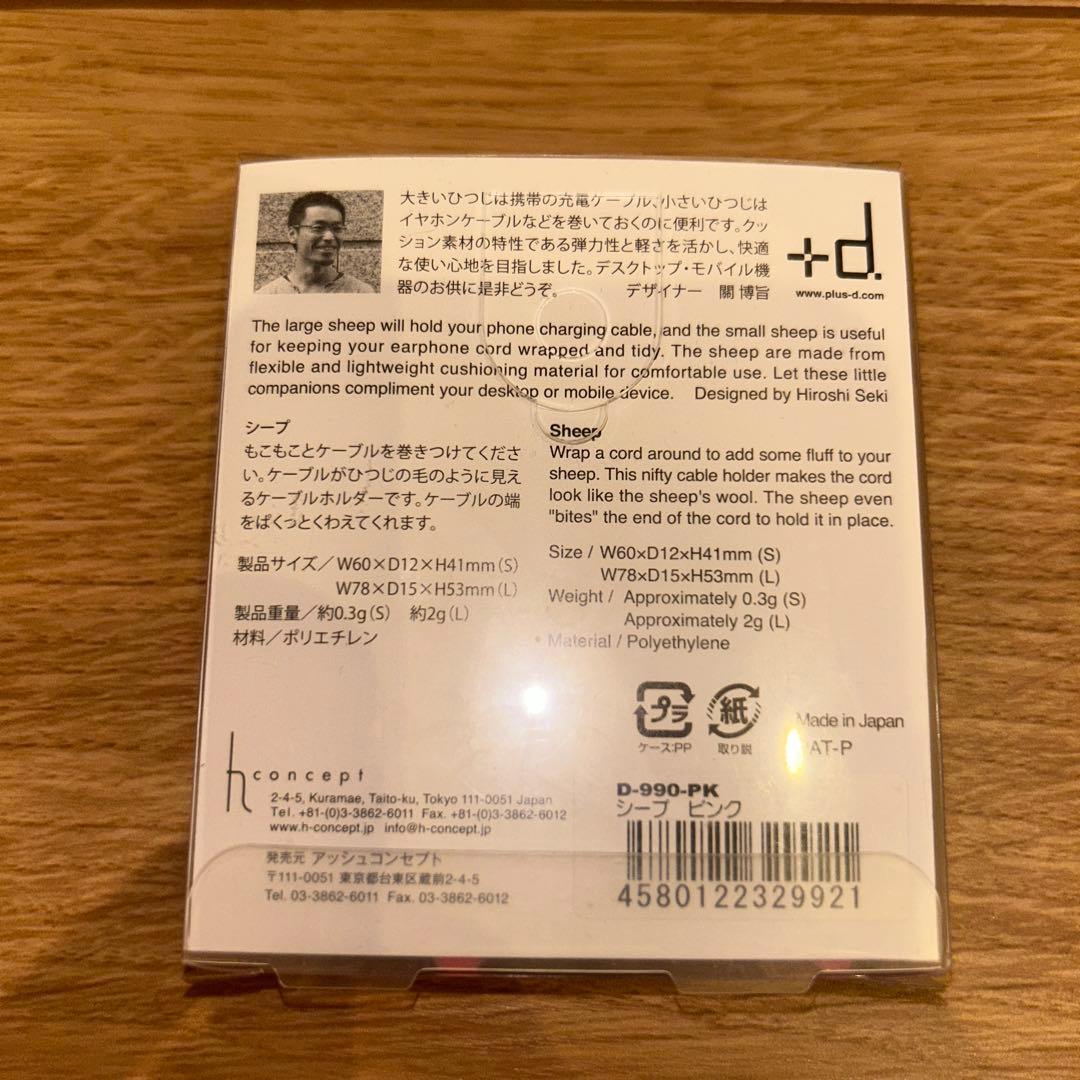 大きいひつじは携帯の充電ケーブル、小さいひつじは
イヤホンケーブルなどを巻いておくのに便利です。クッ
ション素材の特性である弾力性と軽さを活かし、快適
な使い心地を目指しました。デスクトップ・モバイル機
器のお供に是非どうぞ。 デザイナー 關 博旨
+d.
www.plus-d.com
The large sheep will hold your phone charging cable, and the small sheep is useful
for keeping your earphone cord wrapped and tidy. The sheep are made from
flexible and lightweight cushioning material for comfortable use. Let these little
companions compliment your desktop or mobile device. Designed by Hiroshi Seki
シープ
もこもことケーブルを巻きつけてくださ
い。ケーブルがひつじの毛のように見え
るケーブルホルダーです。ケーブルの端
をぱくっとくわえてくれます。
製品サイズ／W60×D12×H41mm（S）
W78×D15×H53mm（L）
製品重量／約0.3g（S） 約2g（L）
材料／ポリエチレン
Sheep
Wrap a cord around to add some fluff to your
sheep. This nifty cable holder makes the cord
look like the sheep's wool. The sheep even
"bites" the end of the cord to hold it in place.
Size / W60×D12×H41mm (S)
W78×D15×H53mm (L)
Weight / Approximately 0.3g (S)
Approximately 2g (L)
Material / Polyethylene
プラ
ケース:PP
紙
取り説
Made in Japan
PAT-P
h concept
2-4-5, Kuramae, Taito-ku, Tokyo 111-0051 Japan
Tel. +81-(0)3-3862-6011 Fax. +81-(0)3-3862-6012
www.h-concept.jp info@h-concept.jp
発売元 アッシュコンセプト
〒111-0051 東京都台東区蔵前2-4-5
Tel. 03-3862-6011 Fax. 03-3862-6012
D-990-PK
シープ ピンク
4580122329921